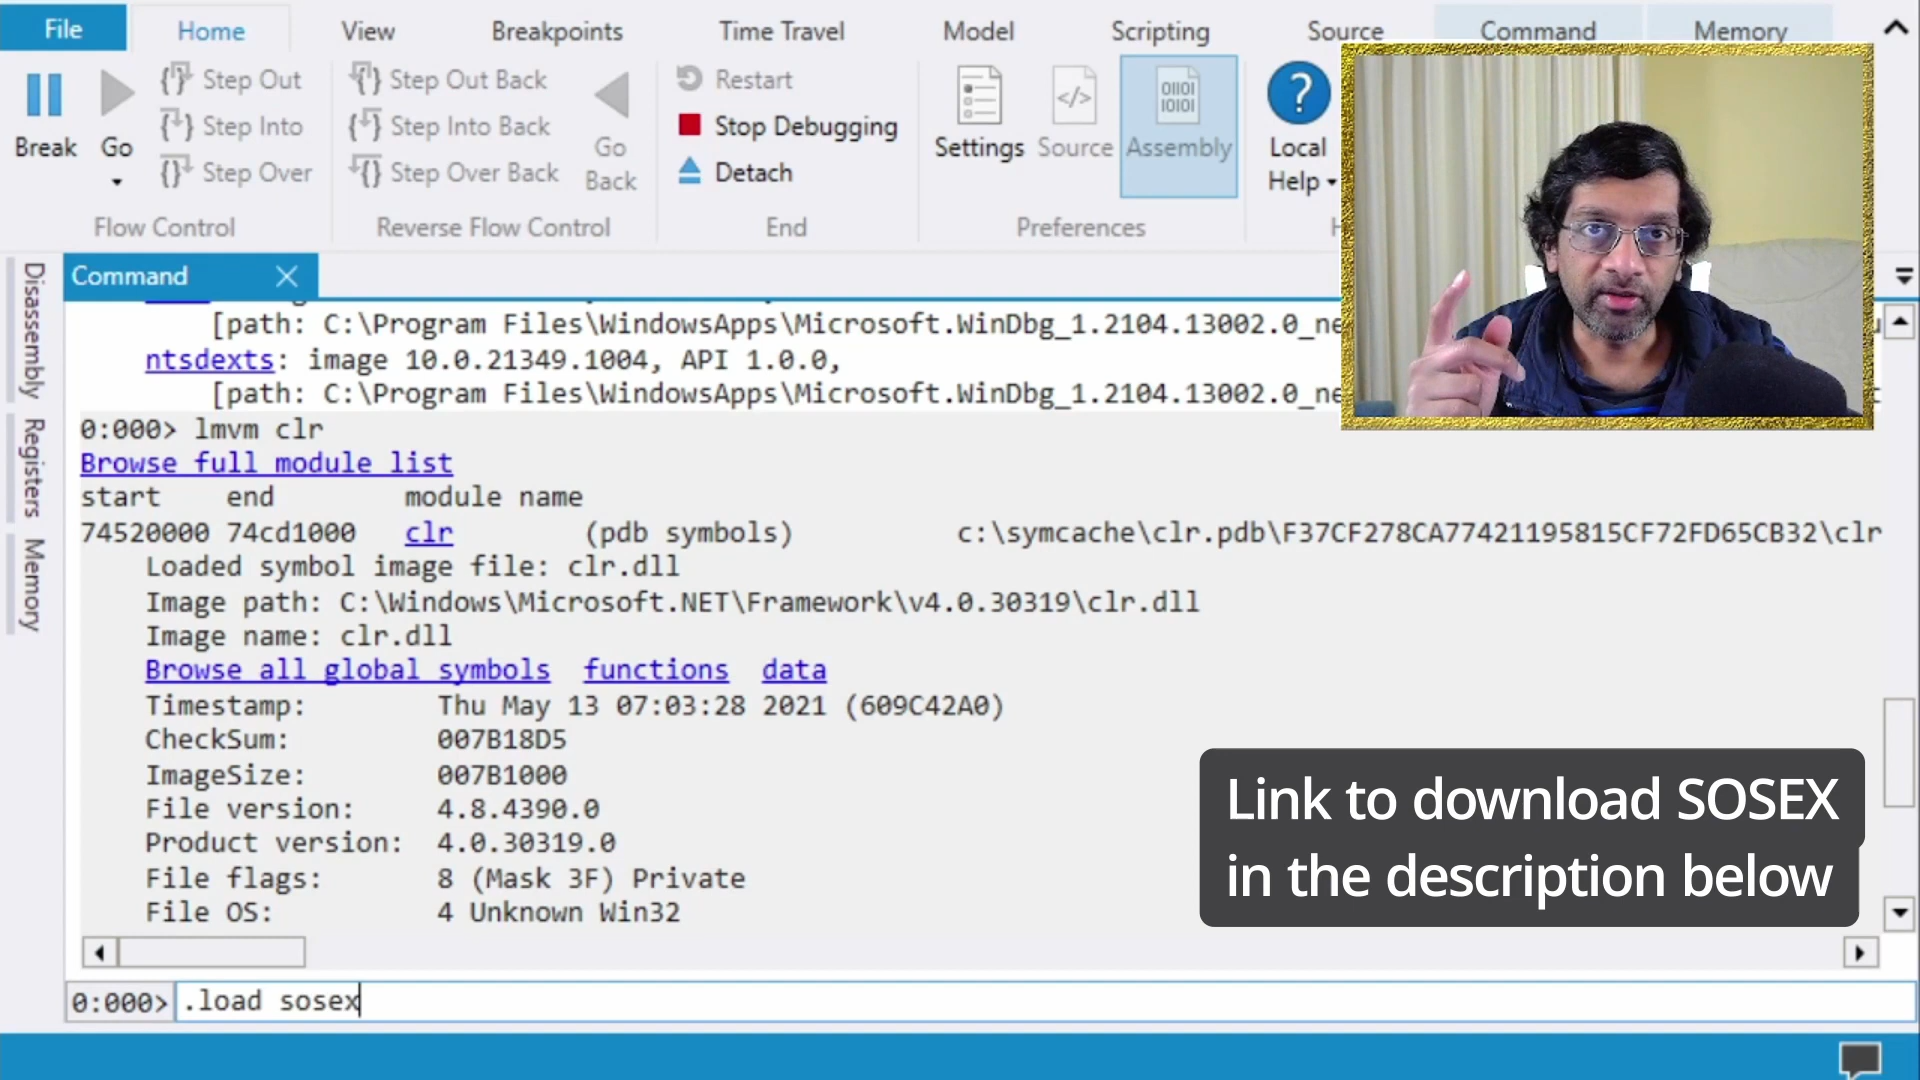 File Home View Breakpoints Time Travel Model Scripting Source Command Memory
Break
Go
Step Out
Step Into
Step Over
Flow Control
Step Out Back
Step Into Back
Step Over Back
Go
Back
Reverse Flow Control
Restart
Stop Debugging
Detach
End
Settings
Source
Assembly
Preferences
Local
Help
Disassembly
Registers
Memory
Command
[path: C:\Program Files\WindowsApps\Microsoft.WinDbg_1.2104.13002.0_ne
ntsdexts: image 10.0.21349.1004, API 1.0.0,
[path: C:\Program Files\WindowsApps\Microsoft.WinDbg_1.2104.13002.0_ne
0:000> lmvm clr
Browse full module list
start end module name
74520000 74cd1000 clr (pdb symbols) c:\symcache\clr.pdb\F37CF278CA77421195815CF72FD65CB32\clr
Loaded symbol image file: clr.dll
Image path: C:\Windows\Microsoft.NET\Framework\v4.0.30319\clr.dll
Image name: clr.dll
Browse all global symbols functions data
Timestamp: Thu May 13 07:03:28 2021 (609C42A0)
CheckSum: 007B18D5
ImageSize: 007B1000
File version: 4.8.4390.0
Product version: 4.0.30319.0
File flags: 8 (Mask 3F) Private
File OS: 4 Unknown Win32
Link to download SOSEX
in the description below
0:000> .load sosex